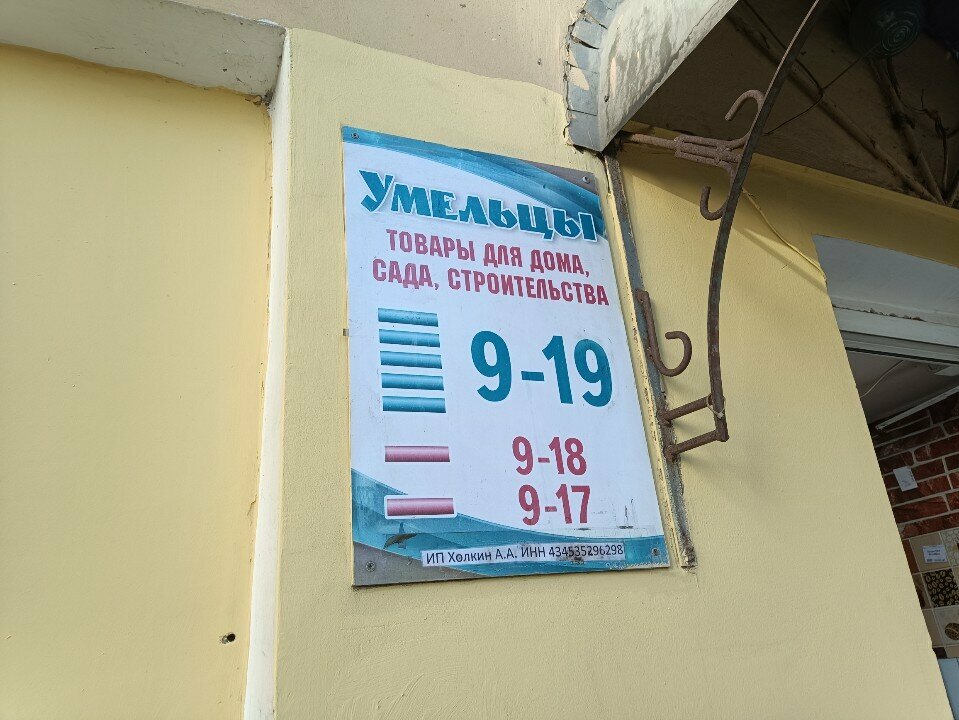 Умельцы
ТОВАРЫ ДЛЯ ДОМА,
САДА, СТРОИТЕЛЬСТВА
9-19
9-18
9-17
ИП Холкин А.А. ИНН 434535296298